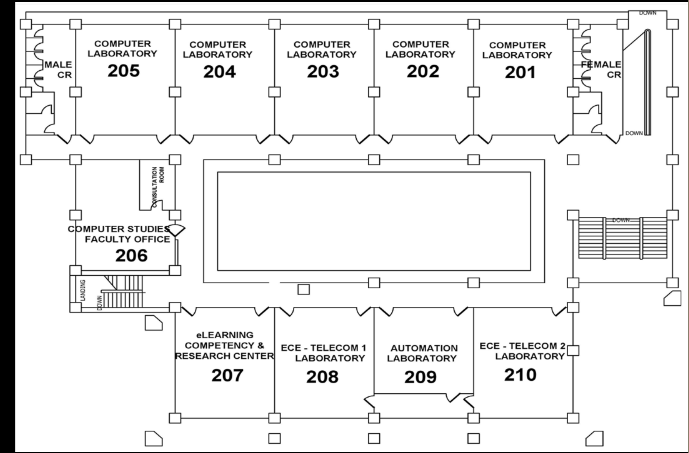 DOWN
MALE
CR
COMPUTER
LABORATORY
205
COMPUTER
LABORATORY
204
COMPUTER
LABORATORY
203
COMPUTER
LABORATORY
202
COMPUTER
LABORATORY
201
FEMALE
CR
DOWN
CONSULTATION
ROOM
COMPUTER STUDIES
FACULTY OFFICE
206
DOWN
LANDING
DOWN
eLEARNING
COMPETENCY &
RESEARCH CENTER
207
ECE - TELECOM 1
LABORATORY
208
AUTOMATION
LABORATORY
209
ECE - TELECOM 2
LABORATORY
210